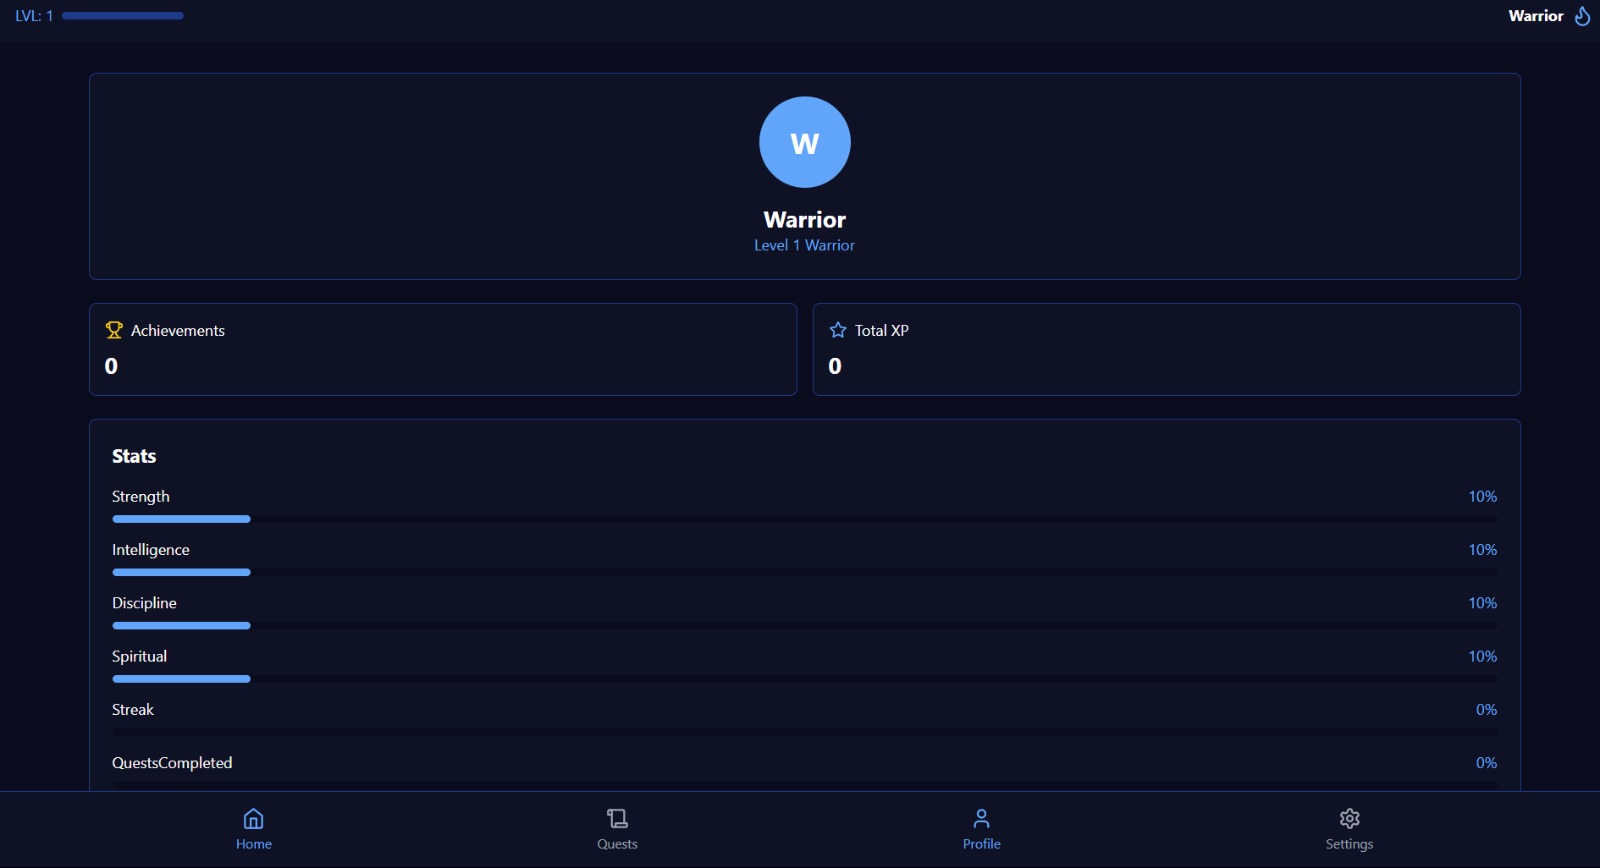 LVL: 1
Warrior
W
Warrior
Level 1 Warrior
Achievements
0
Total XP
0
Stats
Strength 10%
Intelligence 10%
Discipline 10%
Spiritual 10%
Streak 0%
QuestsCompleted 0%
Home
Quests
Profile
Settings